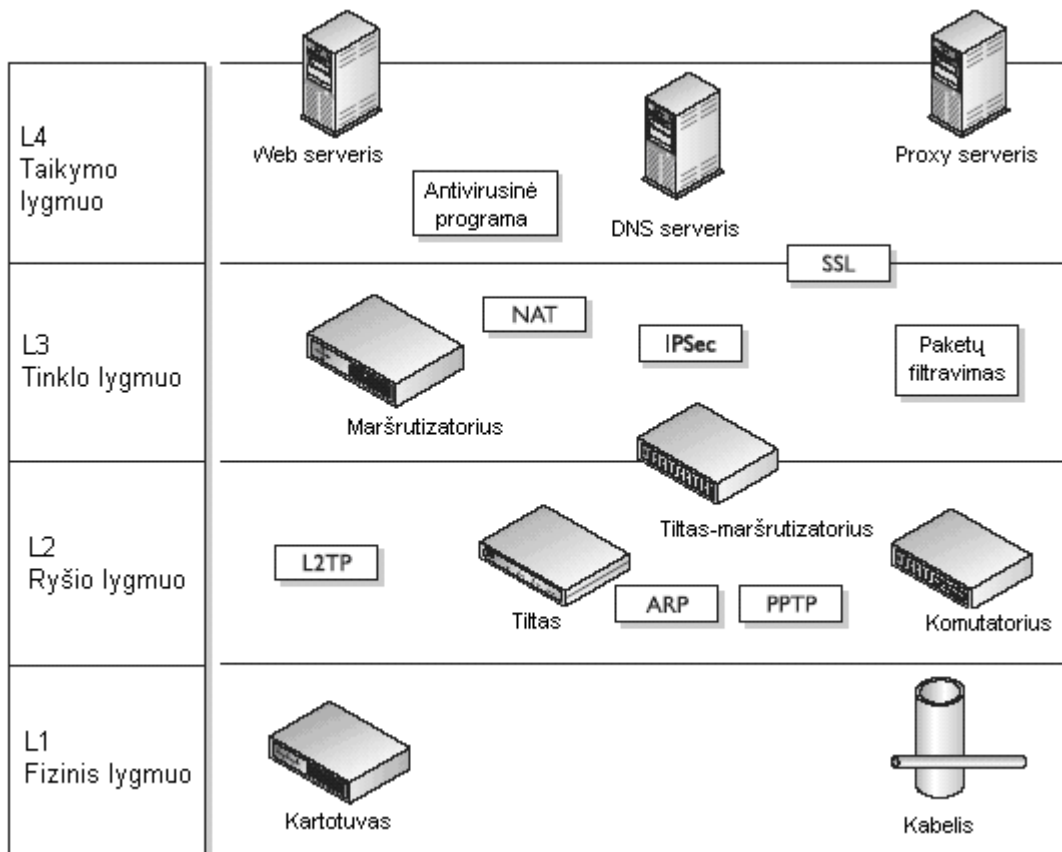 L4
Taikymo
lygmuo
Web serveris
Antivirusinė
programa
DNS serveris
Proxy serveris
SSL
L3
Tinklo lygmuo
Maršrutizatorius
NAT
IPSec
Paketų
filtravimas
L2
Ryšio lygmuo
L2TP
Tiltas
Tiltas-maršrutizatorius
ARP
PPTP
Komutatorius
L1
Fizinis lygmuo
Kartotuvas
Kabelis